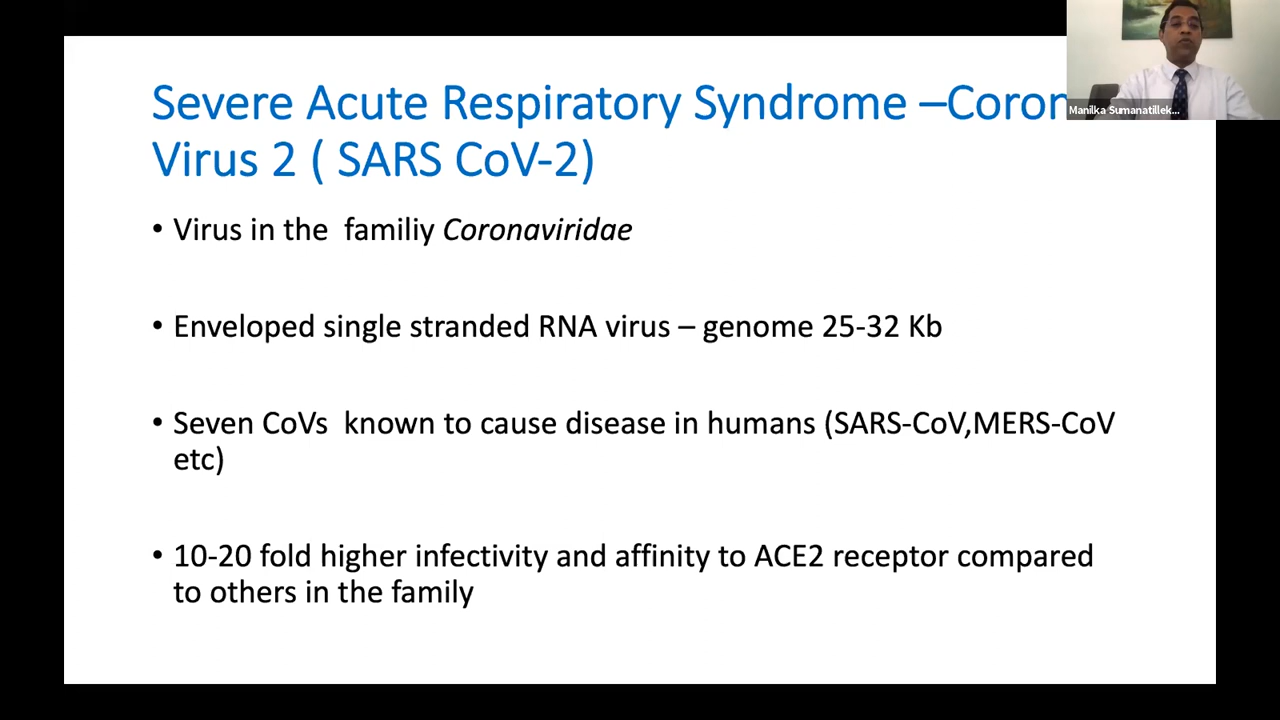 Severe Acute Respiratory Syndrome –Coron
Virus 2 ( SARS CoV-2)
• Virus in the familiy Coronaviridae
• Enveloped single stranded RNA virus – genome 25-32 Kb
• Seven CoVs known to cause disease in humans (SARS-CoV,MERS-CoV
etc)
• 10-20 fold higher infectivity and affinity to ACE2 receptor compared
to others in the family
Manilka Sumanatillek...